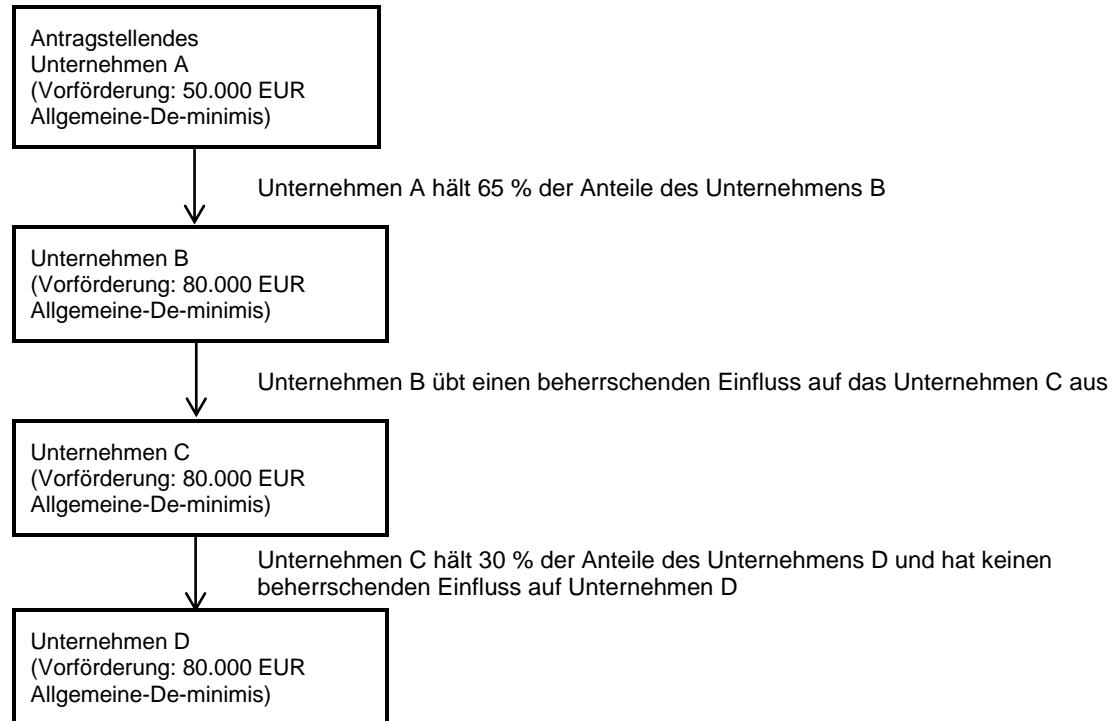 Antragstellendes
Unternehmen A
(Vorförderung: 50.000 EUR
Allgemeine-De-minimis)
Unternehmen A hält 65 % der Anteile des Unternehmens B
Unternehmen B
(Vorförderung: 80.000 EUR
Allgemeine-De-minimis)
Unternehmen B übt einen beherrschenden Einfluss auf das Unternehmen C aus
Unternehmen C
(Vorförderung: 80.000 EUR
Allgemeine-De-minimis)
Unternehmen C hält 30 % der Anteile des Unternehmens D und hat keinen
beherrschenden Einfluss auf Unternehmen D
Unternehmen D
(Vorförderung: 80.000 EUR
Allgemeine-De-minimis)